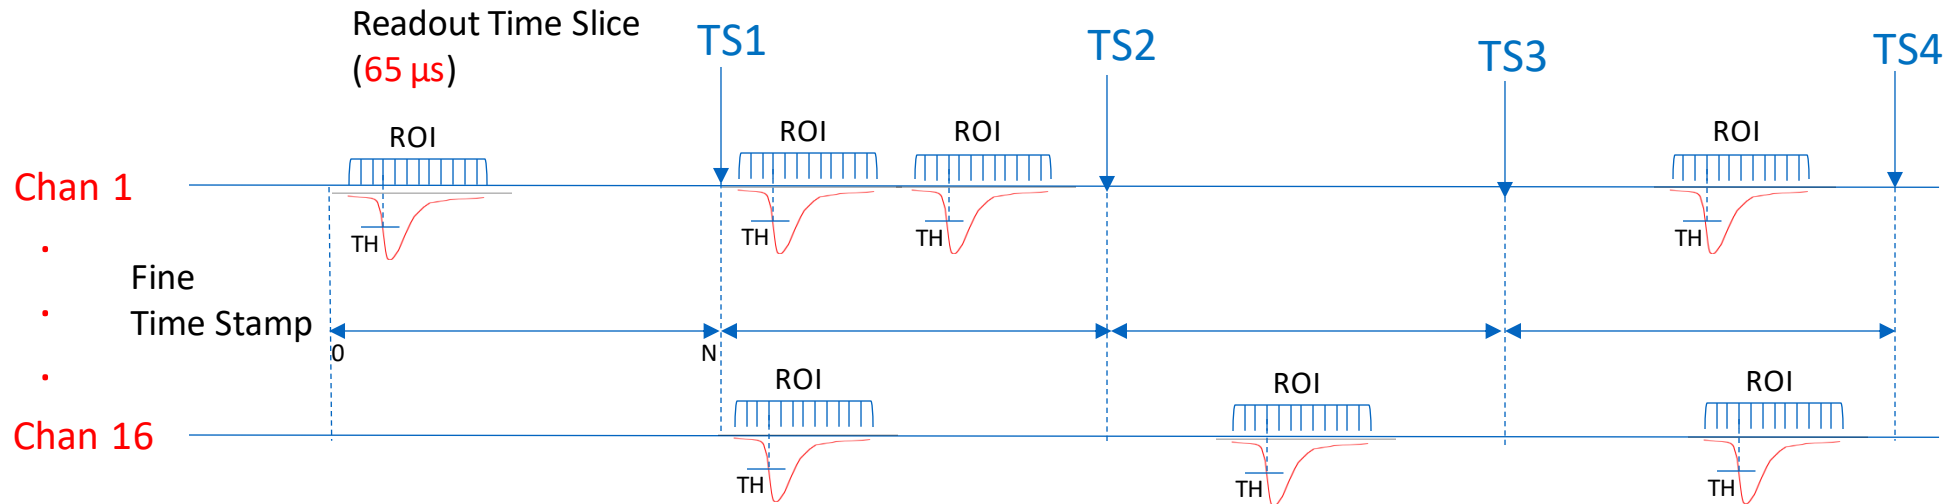 Readout Time Slice
(65 µs)
TS1
TS2
TS3
TS4
ROI
ROI
ROI
ROI
Chan 1
TH
TH
TH
TH
.
.
.
Fine
Time Stamp
0
N
ROI
ROI
ROI
Chan 16
TH
TH
TH